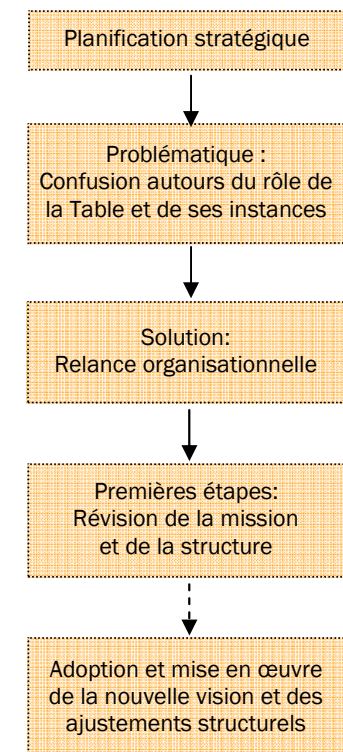 Planification stratégique
Problématique :
Confusion autours du rôle de
la Table et de ses instances
Solution:
Relance organisationnelle
Premières étapes:
Révision de la mission
et de la structure
Adoption et mise en œuvre
de la nouvelle vision et des
ajustements structurels